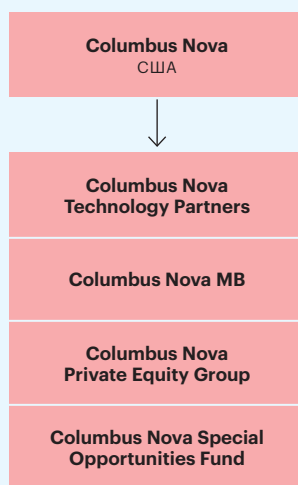 Columbus Nova
США
Columbus Nova
Technology Partners
Columbus Nova MB
Columbus Nova
Private Equity Group
Columbus Nova Special
Opportunities Fund